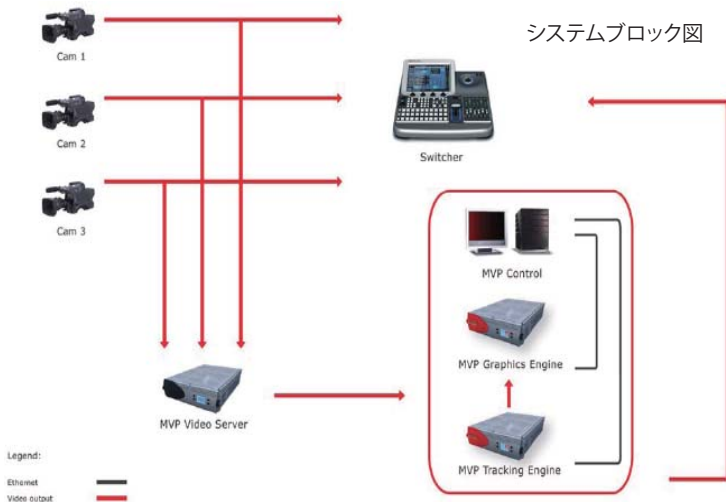 システムブロック図
Cam 1
Cam 2
Switcher
Cam 3
MVP Control
MVP Graphics Engine
MVP Video Server
MVP Tracking Engine
Legend:
Ethernet
Video output